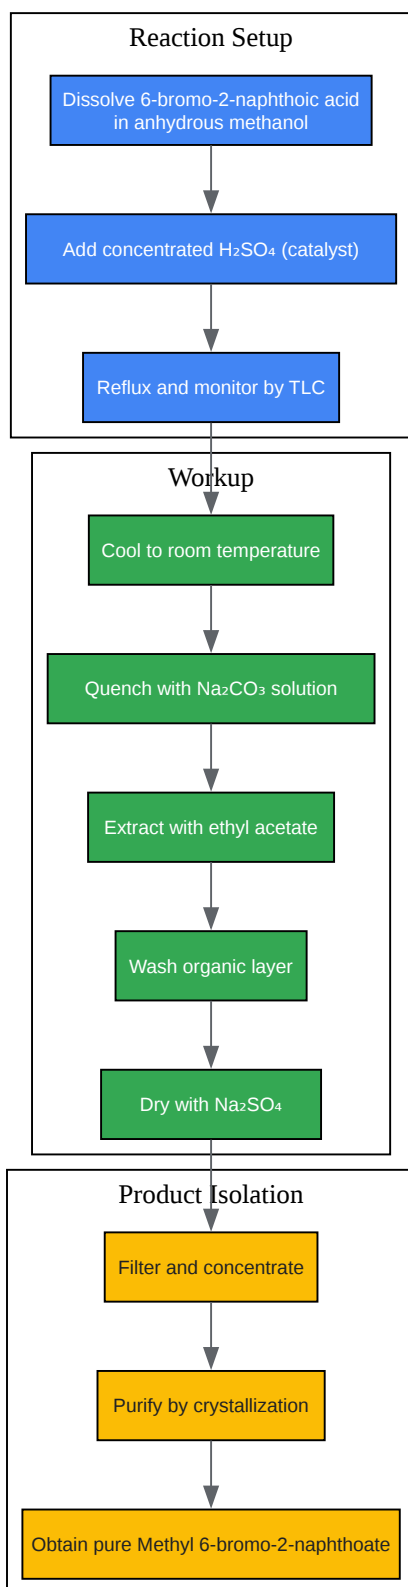 Reaction Setup
Dissolve 6-bromo-2-naphthoic acid
in anhydrous methanol
Add concentrated H₂SO₄ (catalyst)
Reflux and monitor by TLC
Workup
Cool to room temperature
Quench with Na₂CO₃ solution
Extract with ethyl acetate
Wash organic layer
Dry with Na₂SO₄
Product Isolation
Filter and concentrate
Purify by crystallization
Obtain pure Methyl 6-bromo-2-naphthoate